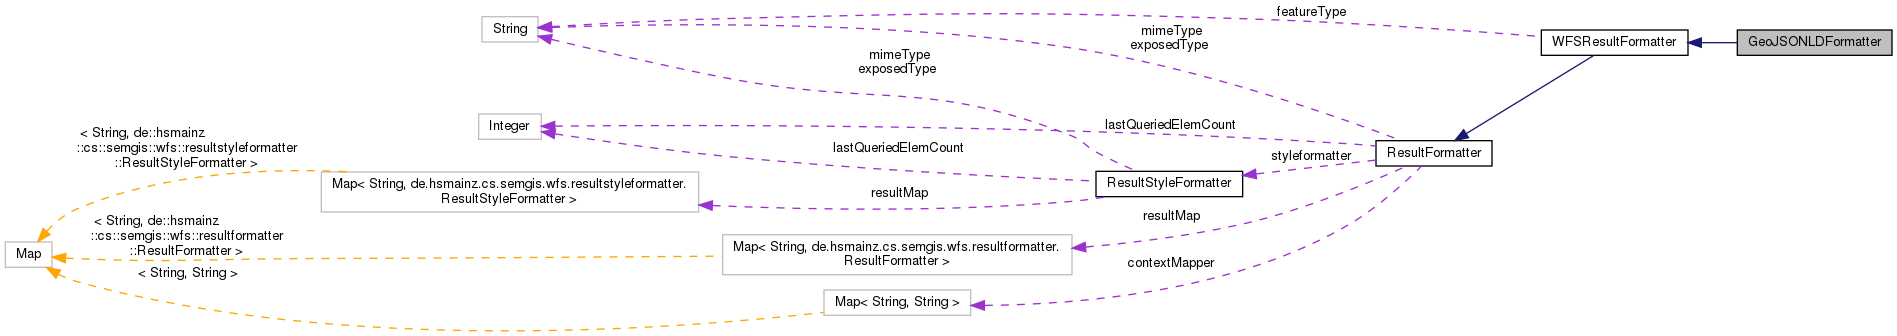 featureType
String
mimeType
exposedType
WFSResultFormatter
GeoJSONLDFormatter
mimeType
exposedType
Integer
lastQueriedElemCount
< String, de::hsmainz
::cs::semgis::wfs::resultstyleformatter
::ResultStyleFormatter >
lastQueriedElemCount
styleformatter
ResultFormatter
Map< String, de.hsmainz.cs.semgis.wfs.resultstyleformatter.
ResultStyleFormatter >
resultMap
ResultStyleFormatter
< String, de::hsmainz
::cs::semgis::wfs::resultformatter
::ResultFormatter >
resultMap
Map
Map< String, de.hsmainz.cs.semgis.wfs.resultformatter.
ResultFormatter >
< String, String >
contextMapper
Map< String, String >